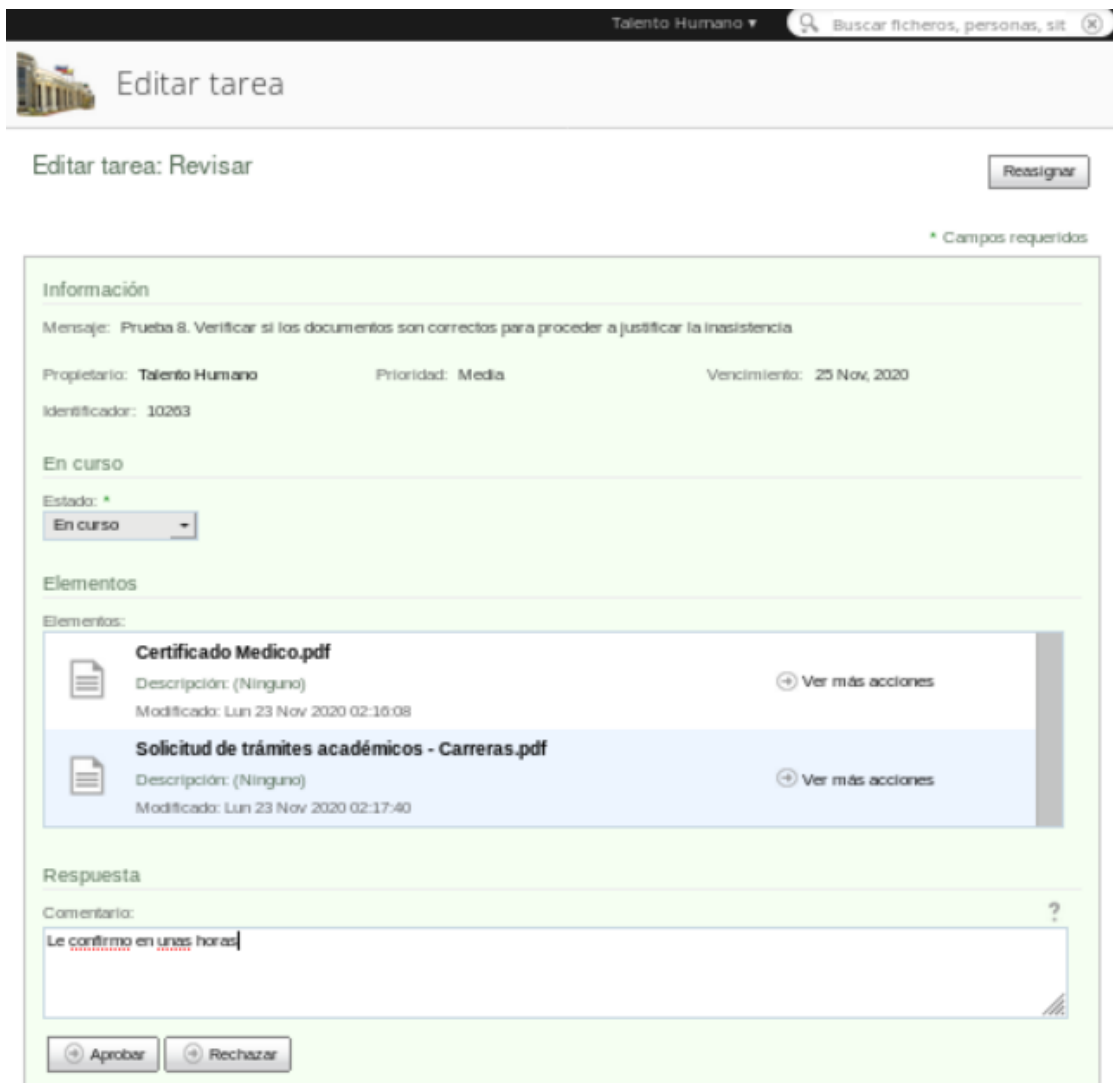 Talento Humano ▾ Buscar ficheros, personas, sit
Editar tarea
Editar tarea: Revisar
Reasignar
* Campos requeridos
Información
Mensaje: Prueba 8. Verificar si los documentos son correctos para proceder a justificar la inasistencia
Propietario: Talento Humano Prioridad: Media Vencimiento: 25 Nov, 2020
Identificador: 10263
En curso
Estado: *
En curso
Elementos
Elementos:
Certificado Medico.pdf
Descripción: (Ninguno) Ver más acciones
Modificado: Lun 23 Nov 2020 02:16:08
Solicitud de trámites académicos - Carreras.pdf
Descripción: (Ninguno) Ver más acciones
Modificado: Lun 23 Nov 2020 02:17:40
Respuesta
Comentario: ?
Le confirmo en unas horas
Aprobar Rechazar